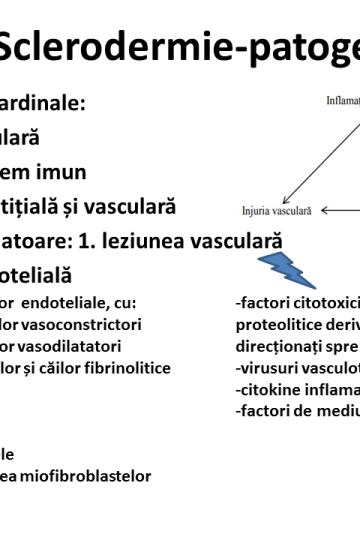 Sclerodermie-patoge
ardinale:
Inflamaț
ulară
em imun
tițială și vasculară
Injuria vasculară
atoare: 1. leziunea vasculară
otelială
or endoteliale, cu:
lor vasoconstrictori
or vasodilatatori
lor și căilor fibrinolitice
-factori citotoxici
proteolitice deriv
direcționați spre
-virusuri vasculot
-citokine inflama
-factori de mediu
le
ea miofibroblastelor